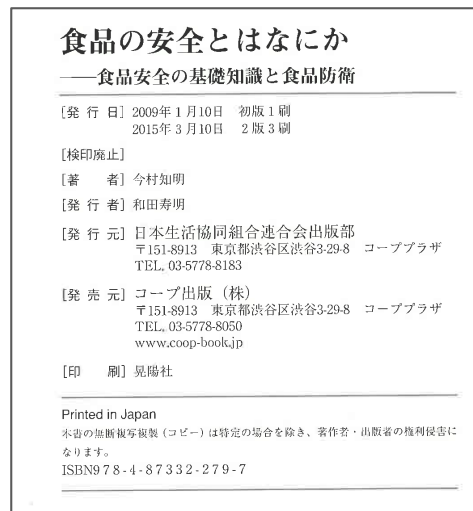 食品の安全とはなにか
――食品安全の基礎知識と食品防衛
[発 行 日] 2009年1月10日 初版1刷
2015年3月10日 2版3刷
[検印廃止]
[著 者] 今村知明
[発 行 者] 和田寿明
[発 行 元] 日本生活協同組合連合会出版部
〒151-8913 東京都渋谷区渋谷3-29-8 コーププラザ
TEL. 03-5778-8183
[発 売 元] コープ出版（株）
〒151-8913 東京都渋谷区渋谷3-29-8 コーププラザ
TEL. 03-5778-8050
www.coop-book.jp
[印 刷] 晃陽社
Printed in Japan
本書の無断複写複製（コピー）は特定の場合を除き、著作者・出版者の権利侵害に
なります。
ISBN978-4-87332-279-7